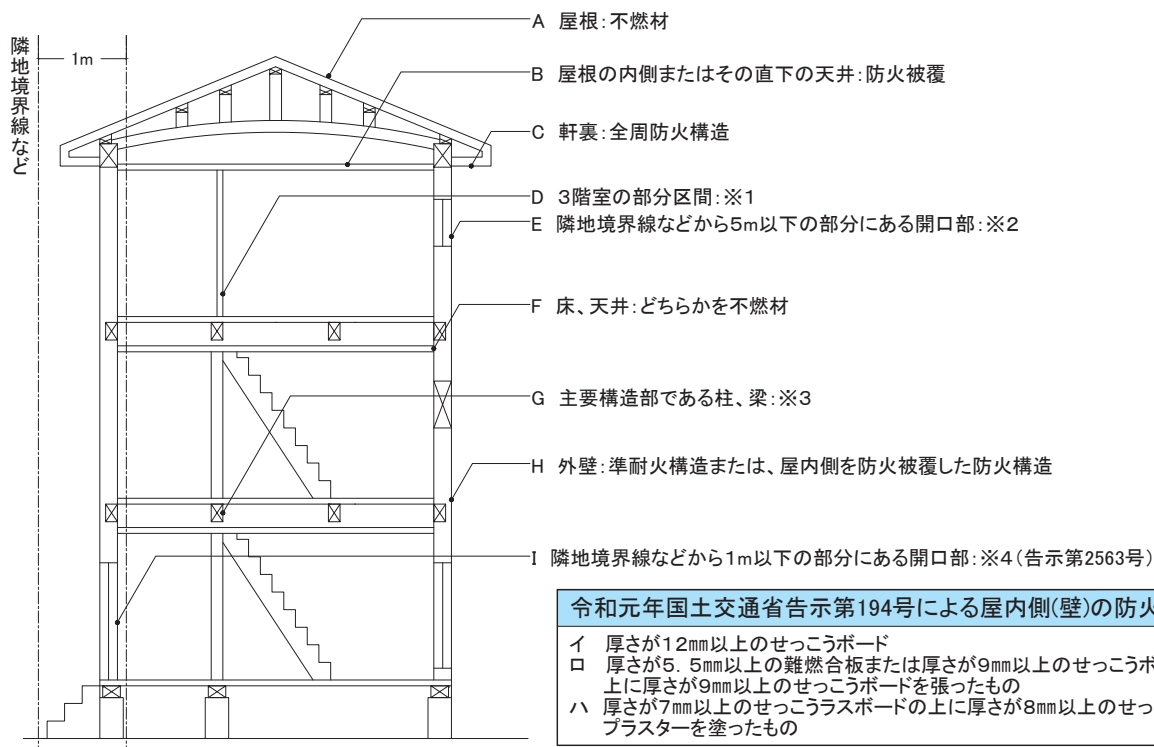 隣地境界線など
1m
A 屋根:不燃材
B 屋根の内側またはその直下の天井:防火被覆
C 軒裏:全周防火構造
D 3階室の部分区間:※1
E 隣地境界線などから5m以下の部分にある開口部:※2
F 床、天井:どちらかを不燃材
G 主要構造部である柱、梁:※3
H 外壁:準耐火構造または、屋内側を防火被覆した防火構造
I 隣地境界線などから1m以下の部分にある開口部:※4(告示第2563号)
令和元年国土交通省告示第194号による屋内側(壁)の防火
イ 厚さが12㎜以上のせっこうボード
ロ 厚さが5.5㎜以上の難燃合板または厚さが9㎜以上のせっこうボ
上に厚さが9㎜以上のせっこうボードを張ったもの
ハ 厚さが7㎜以上のせっこうラスボードの上に厚さが8㎜以上のせっ
プラスターを塗ったもの